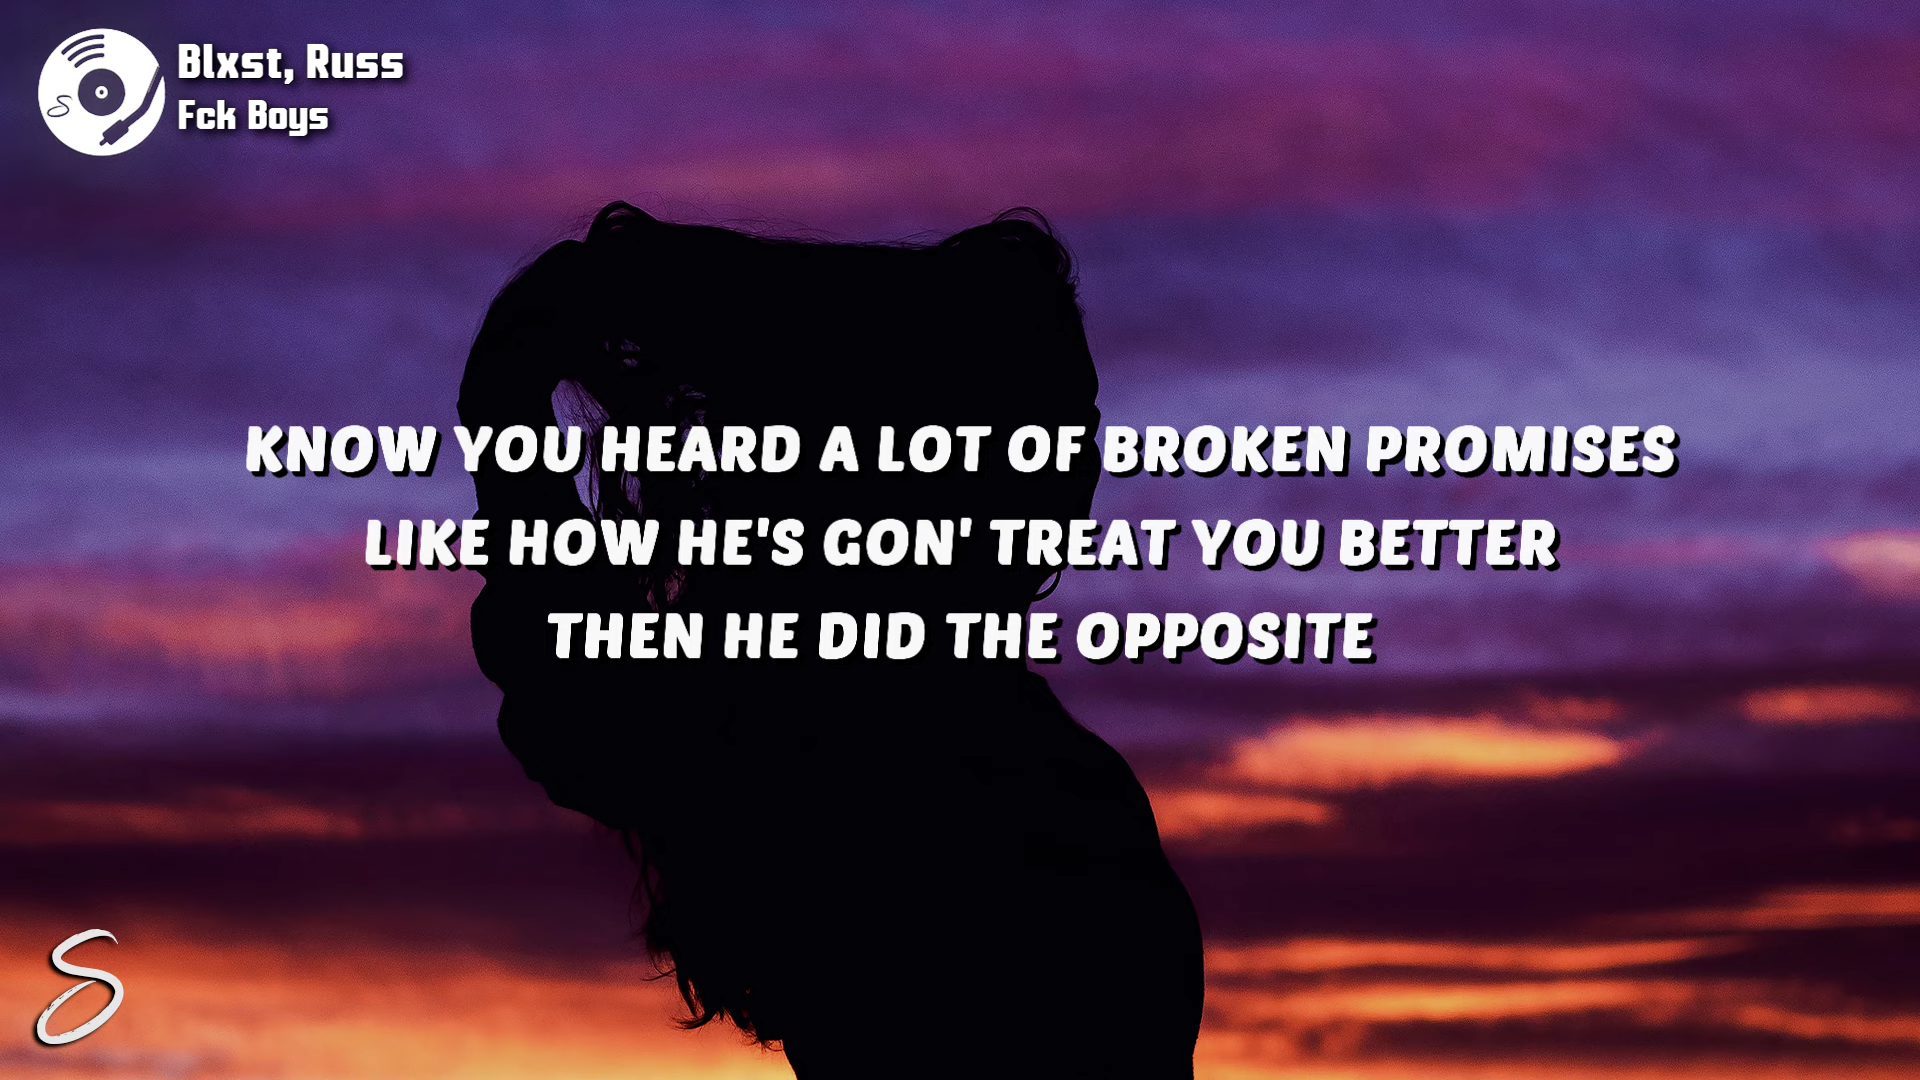 Blxst, Russ
Fck Boys
KNOW YOU HEARD A LOT OF BROKEN PROMISES
LIKE HOW HE'S GON' TREAT YOU BETTER
THEN HE DID THE OPPOSITE
S